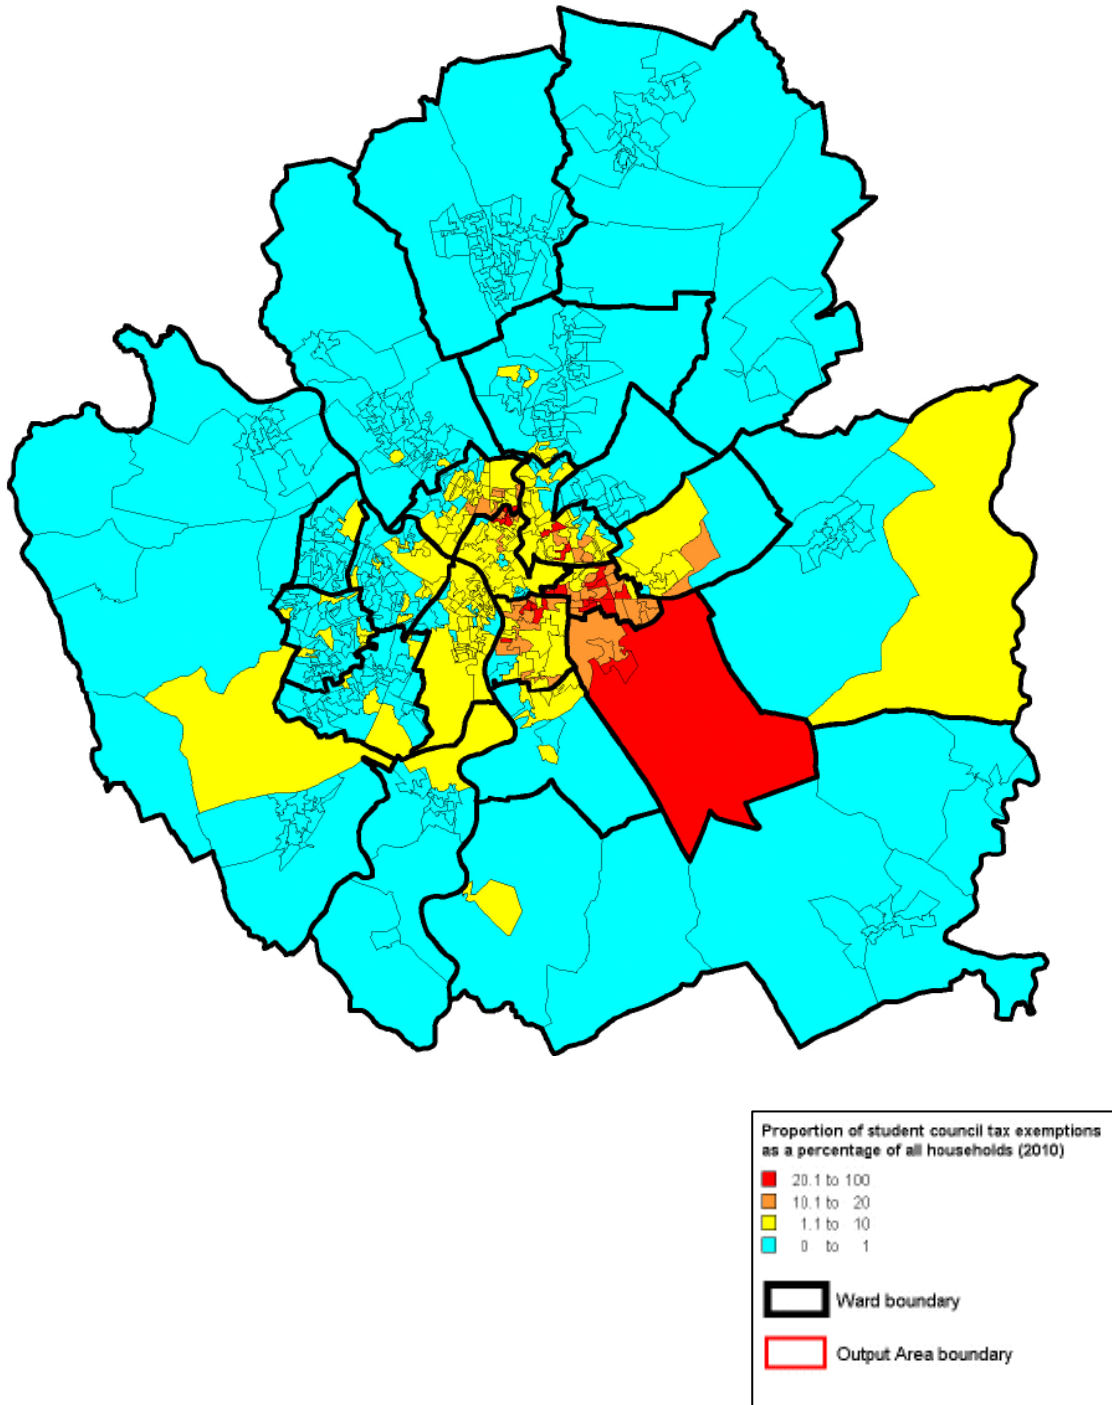 Proportion of student council tax exemptions
as a percentage of all households (2010)
20.1 to 100
10.1 to 20
1.1 to 10
0 to 1
Ward boundary
Output Area boundary